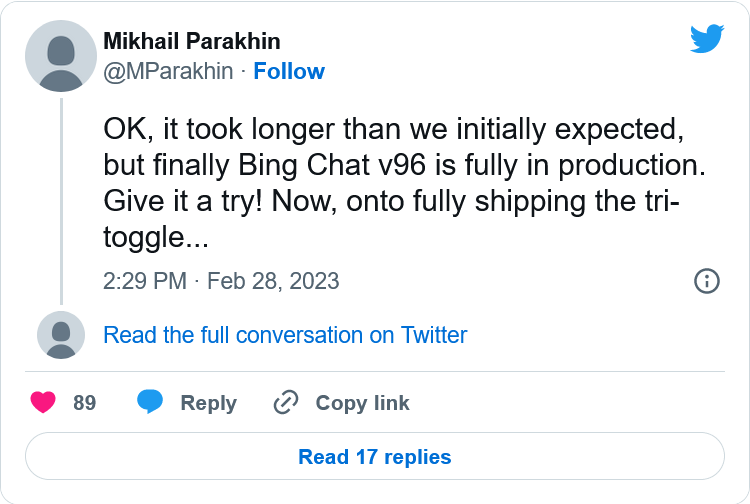 Mikhail Parakhin
@MParakhin · Follow
OK, it took longer than we initially expected,
but finally Bing Chat v96 is fully in production.
Give it a try! Now, onto fully shipping the tri-
toggle...
2:29 PM · Feb 28, 2023
Read the full conversation on Twitter
89 Reply Copy link
Read 17 replies